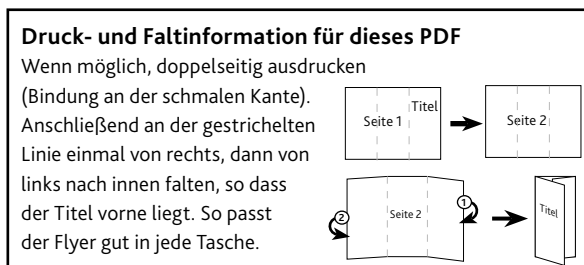 Druck- und Faltinformation für dieses PDF
Wenn möglich, doppelseitig ausdrucken
(Bindung an der schmalen Kante).
Anschließend an der gestrichelten
Linie einmal von rechts, dann von
links nach innen falten, so dass
der Titel vorne liegt. So passt
der Flyer gut in jede Tasche.
Titel
Seite 1
Seite 2
2
Seite 2
1
Titel